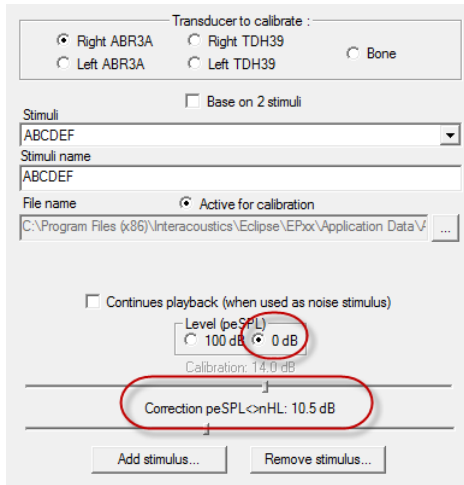 Transducer to calibrate :
Right ABR3A Right TDH39
Bone
Left ABR3A Left TDH39
Base on 2 stimuli
Stimuli
ABCDEF
Stimuli name
ABCDEF
File name Active for calibration
C:\Program Files (x86)\Interacoustics\Eclipse\EPxx\Application Data\A ...
Continues playback (when used as noise stimulus)
Level (peSPL)
100 dB 0 dB
Calibration: 14.0 dB
Correction peSPL<>nHL: 10.5 dB
Add stimulus... Remove stimulus...